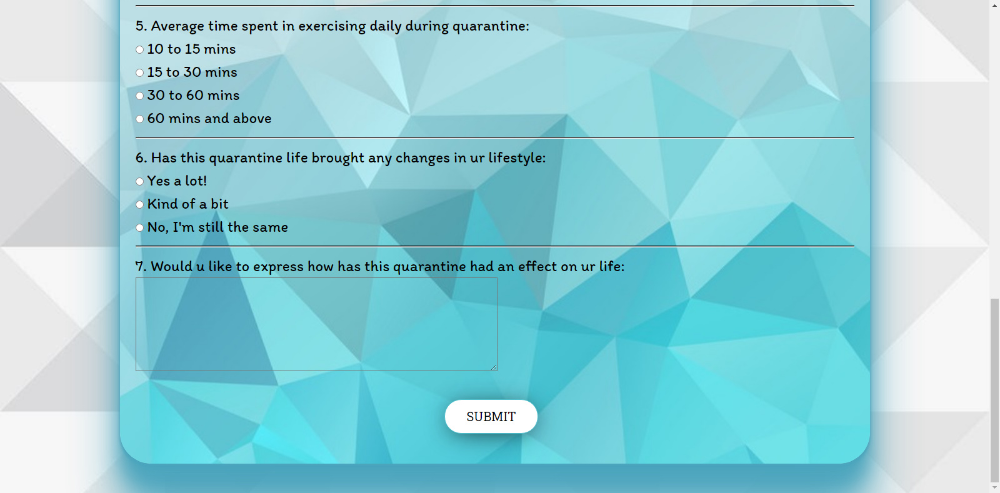 5. Average time spent in exercising daily during quarantine:
10 to 15 mins
15 to 30 mins
30 to 60 mins
60 mins and above
6. Has this quarantine life brought any changes in ur lifestyle:
Yes a lot!
Kind of a bit
No, I'm still the same
7. Would u like to express how has this quarantine had an effect on ur life:
SUBMIT